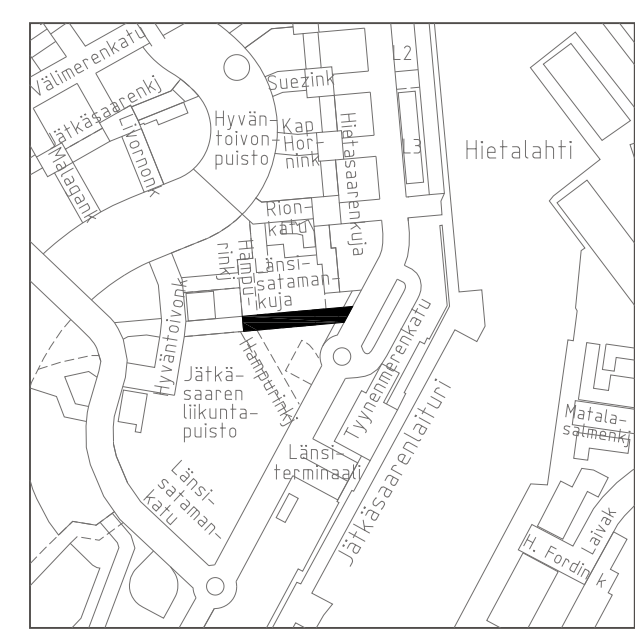 Välimerenkatu
L2
Suezink
Jätkäsaarenkj
Livornonk
Malagank
Hyvän-
toivon-
puisto
Kap
Hor-
nink
Hietasaarenkuja
L3
Hietalahti
Rion-
katu
Hampu-
rinkj
Länsi-
sataman-
kuja
Hyväntoivonk
Hampurinkj
Tyynenmerenkatu
Jätkä-
saaren
liikunta-
puisto
Matala-
salmenkj
Länsi-
terminaali
Länsi-
sataman-
katu
Jätkäsaarenlaituri
Laivak
H. Fordin k